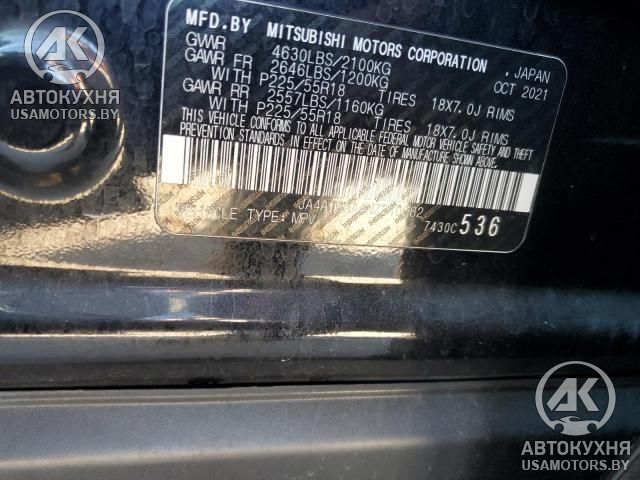 MFD.BY MITSUBISHI MOTORS CORPORATION, JAPAN
GVWR 4630LBS/2100KG OCT 2021
GAWR FR 2646LBS/1200KG
WITH P225/55R18 TIRES 18X7.0J RIMS
GAWR RR 2557LBS/1160KG
WITH P225/55R18 TIRES 18X7.0J RIMS
THIS VEHICLE CONFORMS TO ALL APPLICABLE FEDERAL MOTOR VEHICLE SAFETY AND THEFT
PREVENTION STANDARDS IN EFFECT ON THE DATE OF MANUFACTURE SHOWN ABOVE.
VEHICLE TYPE: MPV
7430C 536
AK
АВТОКУХНЯ
USAMOTORS.BY
AK
АВТОКУХНЯ
USAMOTORS.BY